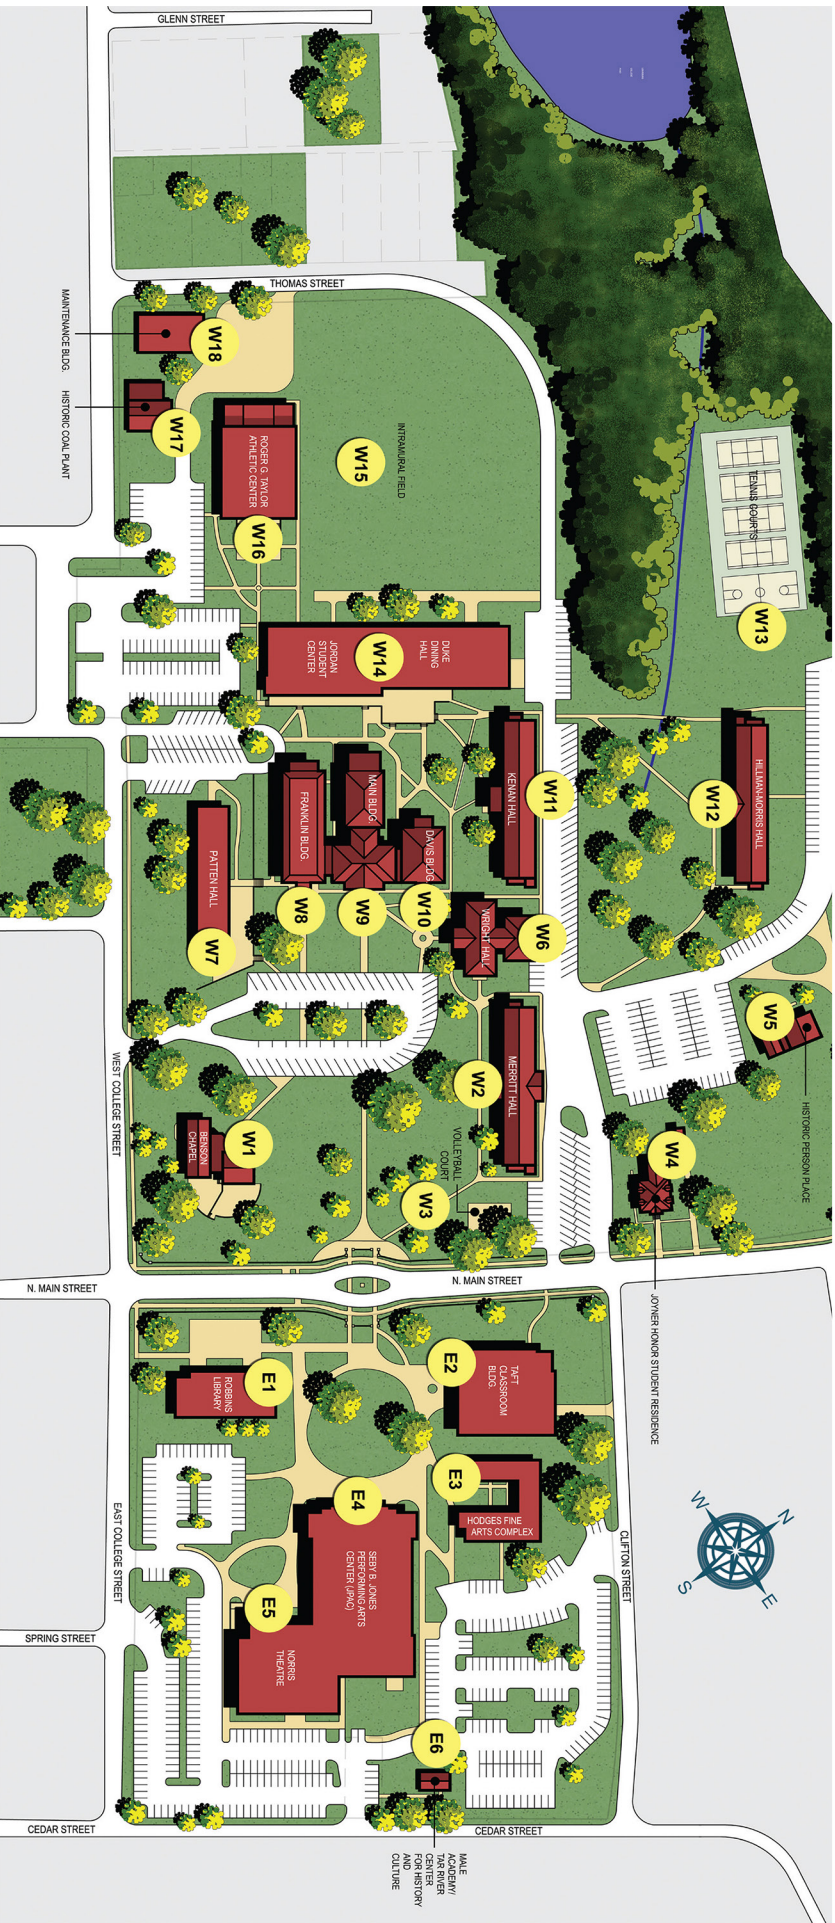 GLENN STREET
THOMAS STREET
W18
MAINTENANCE BLDG.
W17
HISTORIC COAL PLANT
ROGER G. TAYLOR
ATHLETIC CENTER
W16
W15
INTRAMURAL FIELD
TENNIS COURTS
W13
DUKE
DINING
HALL
W14
JORDAN
STUDENT
CENTER
KENAN HALL
W11
HILLMAN-MORRIS HALL
W12
MAIN BLDG.
W9
FRANKLIN BLDG.
W8
DAVIS BLDG.
W10
PATTEN HALL
W7
WRIGHT HALL
W6
W5
HISTORIC PERSON PLACE
MERRITT HALL
W2
VOLLEYBALL
COURT
W3
W4
JOYNER HONOR STUDENT RESIDENCE
W1
BENSON
CHAPEL
WEST COLLEGE STREET
N. MAIN STREET
N. MAIN STREET
E1
ROBBINS
LIBRARY
E2
TAFT
CLASSROOM
BLDG.
E3
HODGES FINE
ARTS COMPLEX
E4
SEBY B. JONES
PERFORMING ARTS
CENTER (JPAC)
E5
NORRIS
THEATRE
EAST COLLEGE STREET
CLIFTON STREET
N
E
S
W
SPRING STREET
E6
MALE
ACADEMY/
TAR RIVER
CENTER
FOR HISTORY
AND
CULTURE
CEDAR STREET
CEDAR STREET